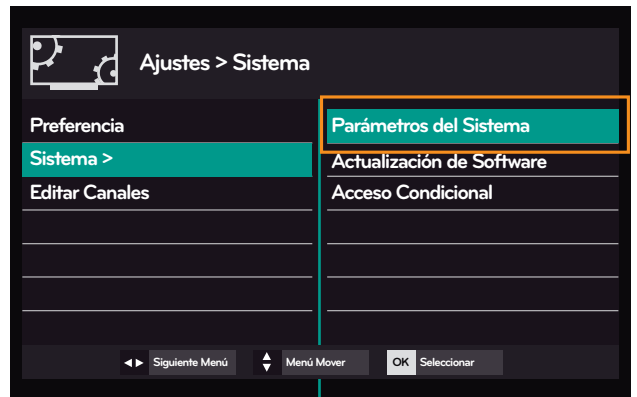 Ajustes > Sistema
Preferencia
Sistema >
Editar Canales
Parámetros del Sistema
Actualización de Software
Acceso Condicional
Siguiente Menú
Menú Mover
OK Seleccionar